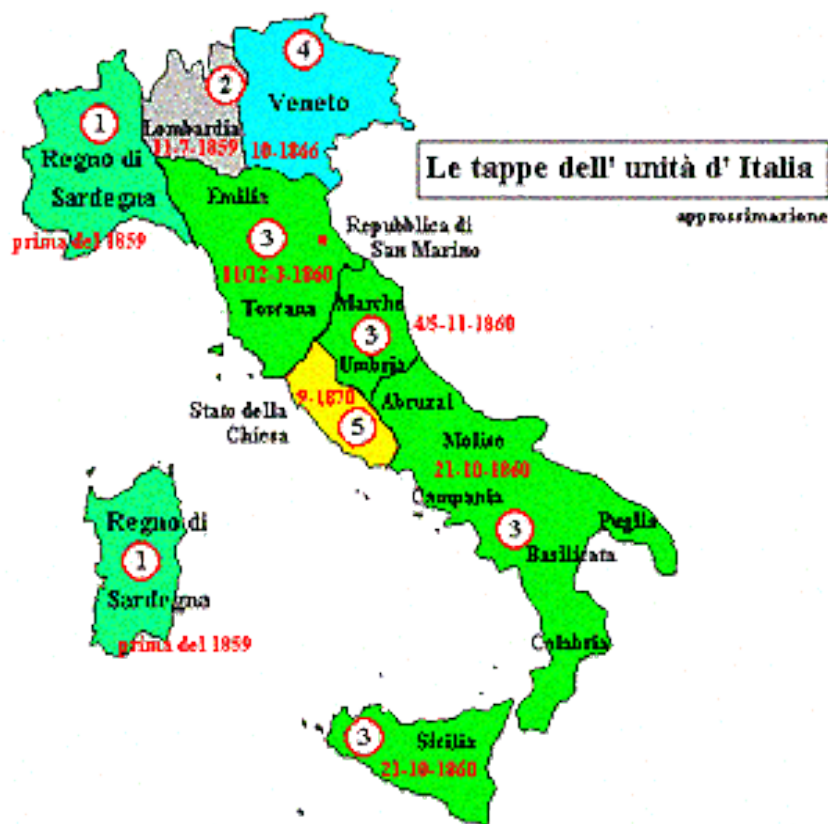 Le tappe dell' unità d' Italia
approssimazione
4
Veneto
10-1866
2
Lombardia
11-7-1859
1
Regno di
Sardegna
prima del 1859
Emilia
3
11/12-3-1860
Toscana
Repubblica di
San Marino
Marche
3
Umbria
4/5-11-1860
Stato della
Chiesa
9-1870
5
Abruzzi
Molise
21-10-1860
Campania
3
Puglia
Basilicata
Calabria
Regno di
1
Sardegna
prima del 1859
3
Sicilia
21-10-1860